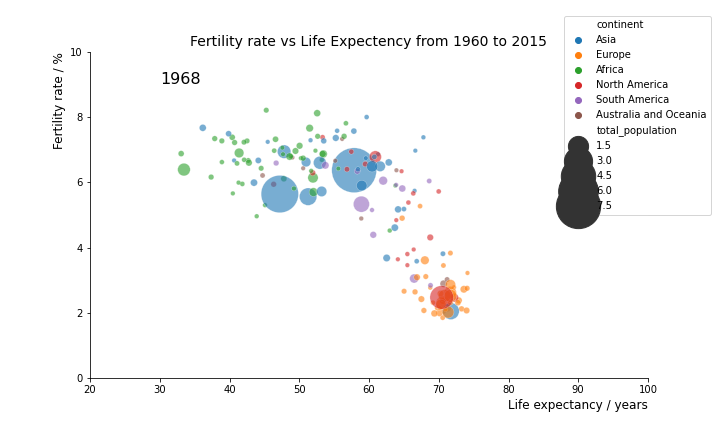 Fertility rate vs Life Expectency from 1960 to 2015
Fertility rate / %
1968
10
8
6
4
2
0
20
30
40
50
60
70
80
90
100
Life expectancy / years
continent
Asia
Europe
Africa
North America
South America
Australia and Oceania
total_population
1.5
3.0
4.5
6.0
7.5